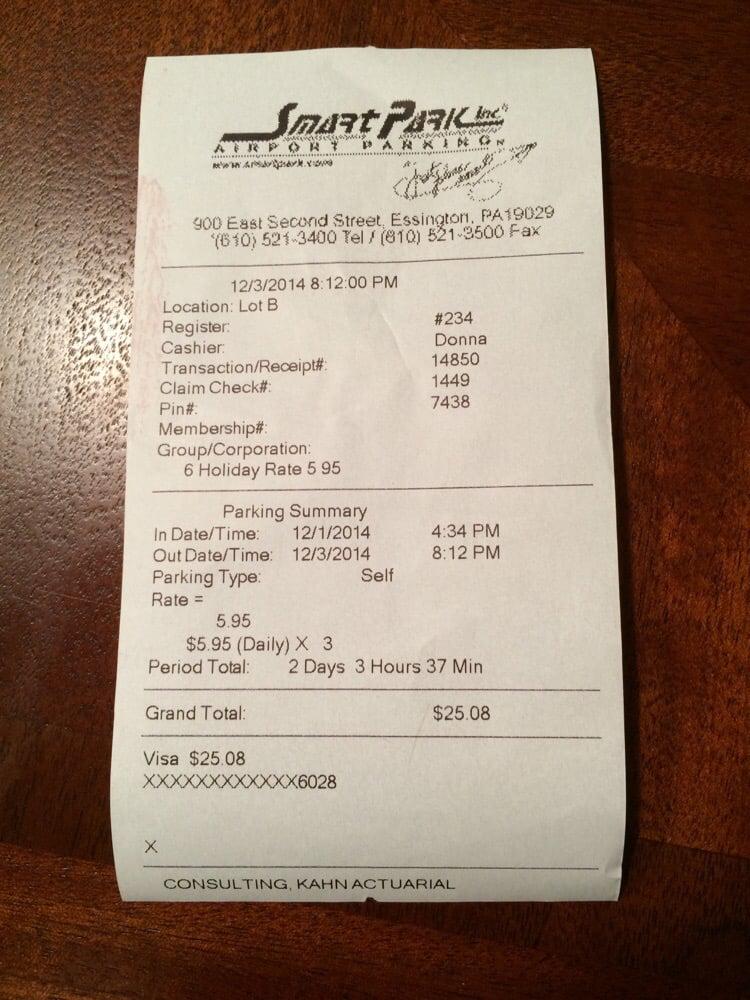 Smart Park Inc
AIRPORT PARKING
www.smartpark.com
900 East Second Street, Essington, PA19029
(610) 521-3400 Tel / (610) 521-3500 Fax
12/3/2014 8:12:00 PM
Location: Lot B
Register: #234
Cashier: Donna
Transaction/Receipt#: 14850
Claim Check#: 1449
Pin#: 7438
Membership#:
Group/Corporation:
6 Holiday Rate 5 95
Parking Summary
In Date/Time: 12/1/2014 4:34 PM
Out Date/Time: 12/3/2014 8:12 PM
Parking Type: Self
Rate =
5.95
$5.95 (Daily) X 3
Period Total: 2 Days 3 Hours 37 Min
Grand Total: $25.08
Visa $25.08
XXXXXXXXXXXX6028
X
CONSULTING, KAHN ACTUARIAL